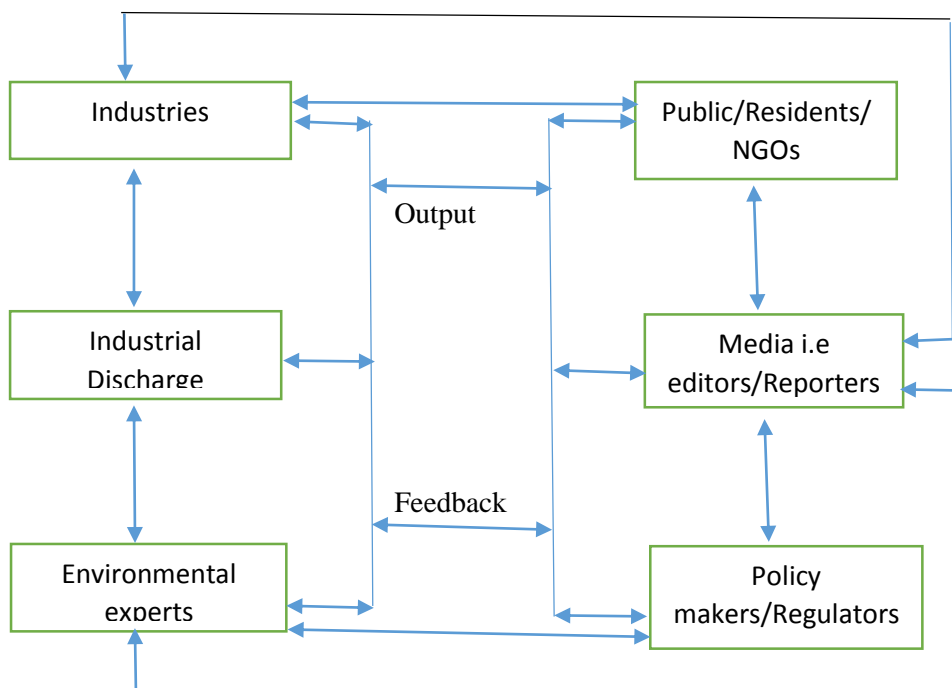 Industries
Public/Residents/
NGOs
Output
Industrial
Discharge
Media i.e
editors/Reporters
Feedback
Environmental
experts
Policy
makers/Regulators